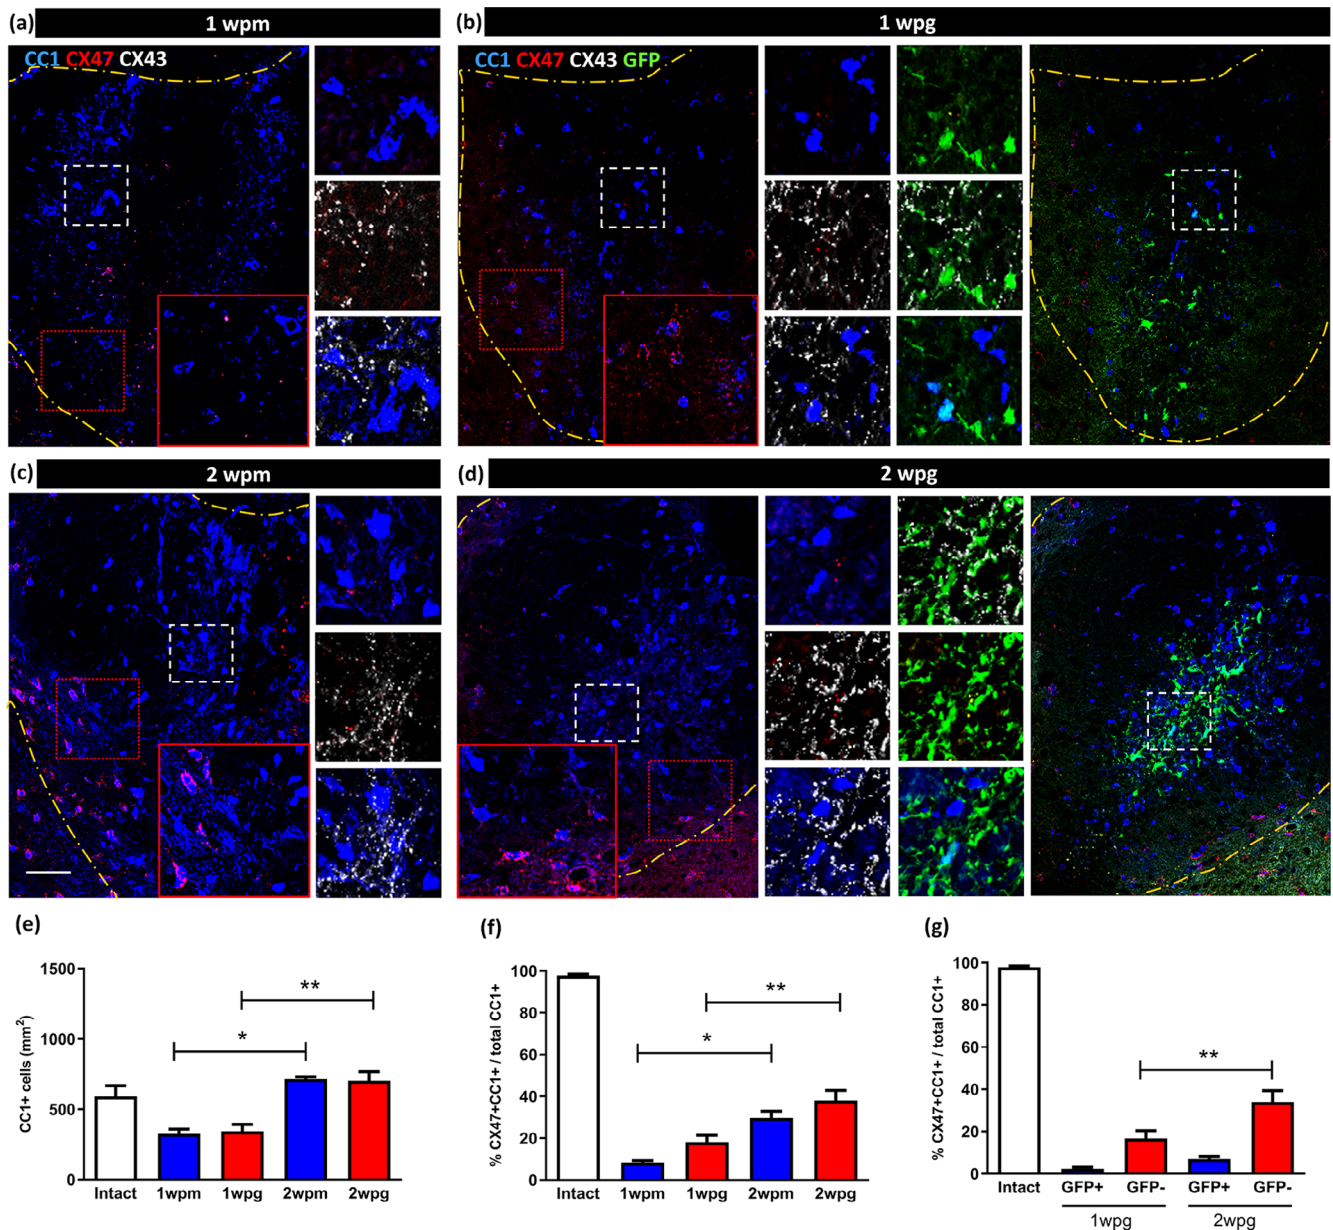 (a) 1 wpm
CC1 CX47 CX43
(b) 1 wpg
CC1 CX47 CX43 GFP
(c) 2 wpm
(d) 2 wpg
(e)
CC1+ cells (mm²)
1500
1000
500
0
*
**
Intact 1wpm 1wpg 2wpm 2wpg
(f)
% CX47+CC1+ / total CC1+
100
80
60
40
20
0
*
**
Intact 1wpm 1wpg 2wpm 2wpg
(g)
% CX47+CC1+ / total CC1+
100
80
60
40
20
0
**
Intact GFP+ GFP- GFP+ GFP-
1wpg 2wpg